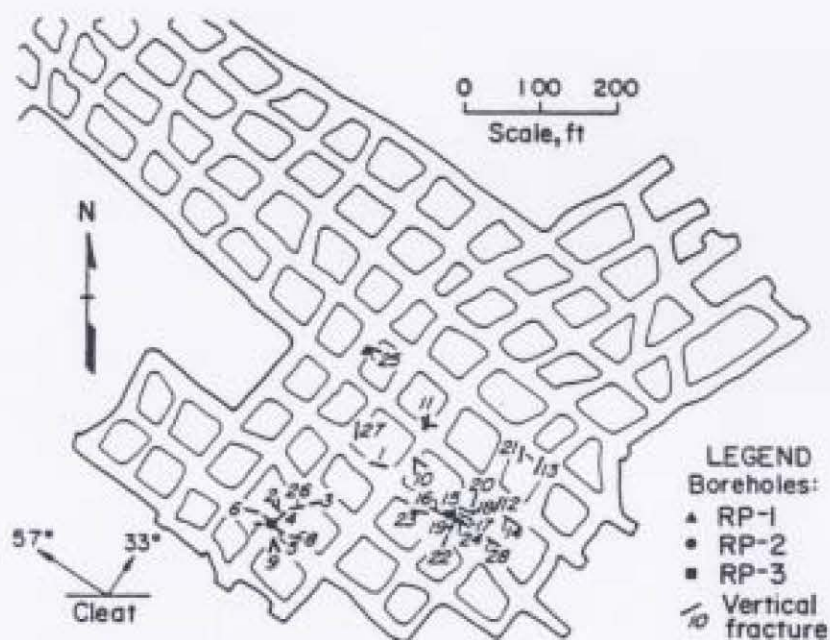 0 100 200
Scale, ft
N
25
11
27
1
10
21
13
2
26
3
6
4
5
8
9
16
15
20
18
12
23
19
17
14
24
22
28
57°
33°
Cleat
LEGEND
Boreholes:
▲ RP-1
● RP-2
■ RP-3
10 Vertical
fracture